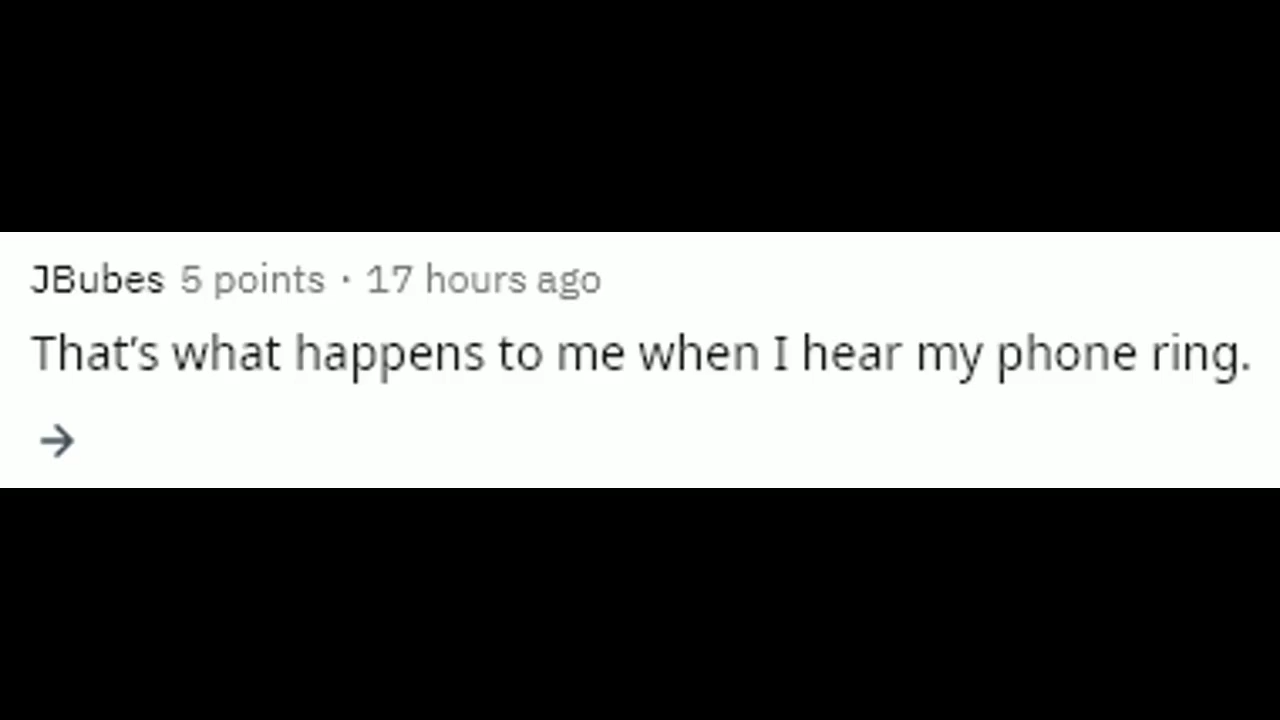 JBubes 5 points · 17 hours ago
That's what happens to me when I hear my phone ring.